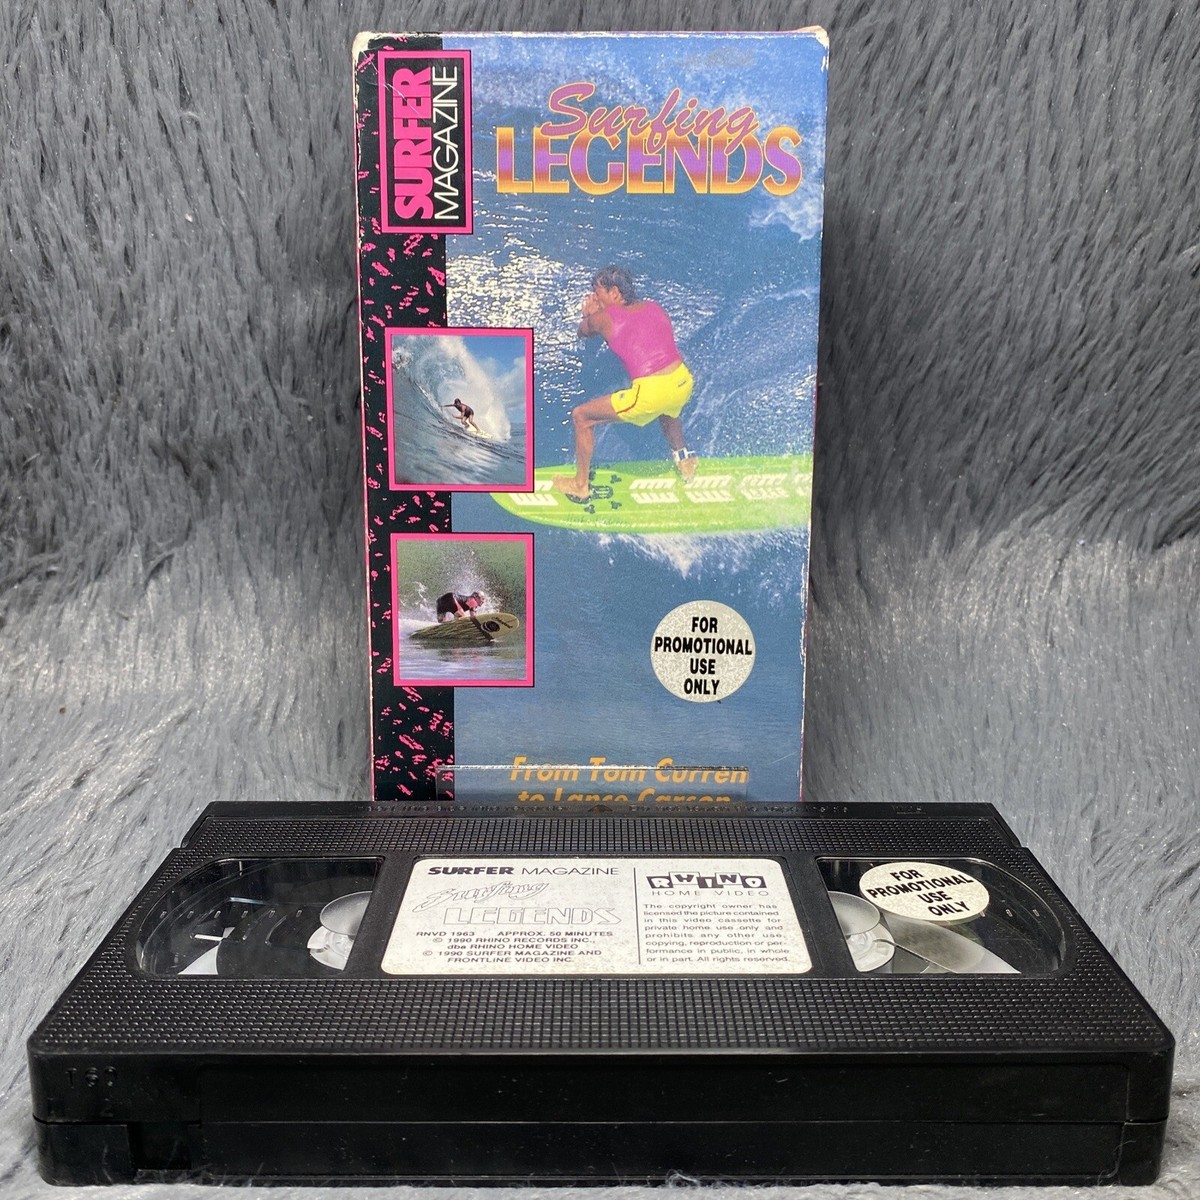 SURFER
MAGAZINE
Surfing
LEGENDS
FOR
PROMOTIONAL
USE
ONLY
From Tom Curren
to Lance Carson
SURFER MAGAZINE
Surfing
LEGENDS
RNVD 1963 APPROX. 50 MINUTES
© 1990 RHINO RECORDS INC.,
dba RHINO HOME VIDEO
© 1990 SURFER MAGAZINE AND
FRONTLINE VIDEO INC.
RHINO
HOME VIDEO
The copyright owner has
licensed the picture contained
in this video cassette for
private home use only and
prohibits any other use,
copying, reproduction or per-
formance in public, in whole
or in part. All rights reserved.
FOR
PROMOTIONAL
USE
ONLY
T60